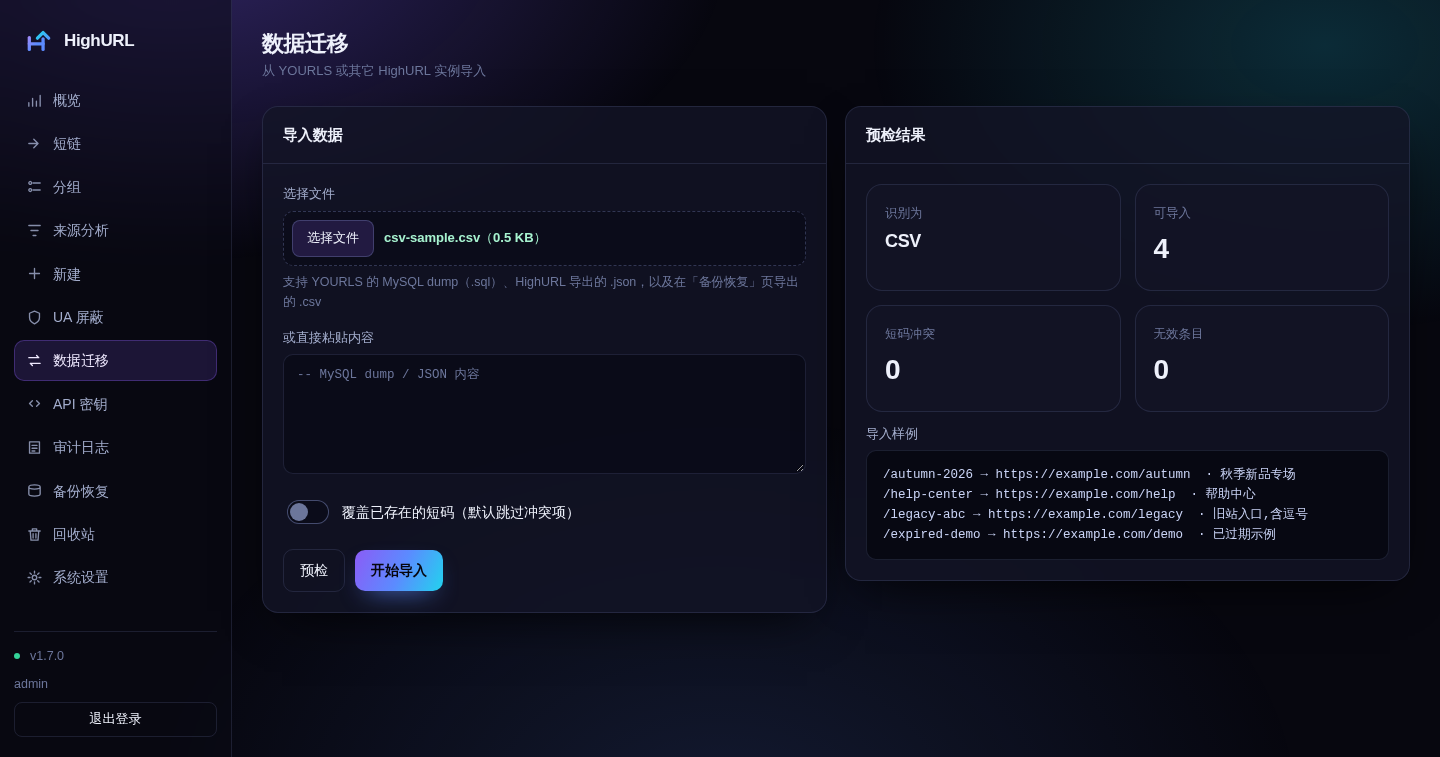 HighURL
概览
短链
分组
来源分析
新建
UA 屏蔽
数据迁移
API 密钥
审计日志
备份恢复
回收站
系统设置
v1.7.0
admin
退出登录
数据迁移
从 YOURLS 或其它 HighURL 实例导入
导入数据
选择文件
选择文件 csv-sample.csv（0.5 KB）
支持 YOURLS 的 MySQL dump（.sql）、HighURL 导出的 .json，以及在「备份恢复」页导出
的 .csv
或直接粘贴内容
-- MySQL dump / JSON 内容
覆盖已存在的短码（默认跳过冲突项）
预检 开始导入
预检结果
识别为
CSV
可导入
4
短码冲突
0
无效条目
0
导入样例
/autumn-2026 → https://example.com/autumn · 秋季新品专场
/help-center → https://example.com/help · 帮助中心
/legacy-abc → https://example.com/legacy · 旧站入口,含逗号
/expired-demo → https://example.com/demo · 已过期示例